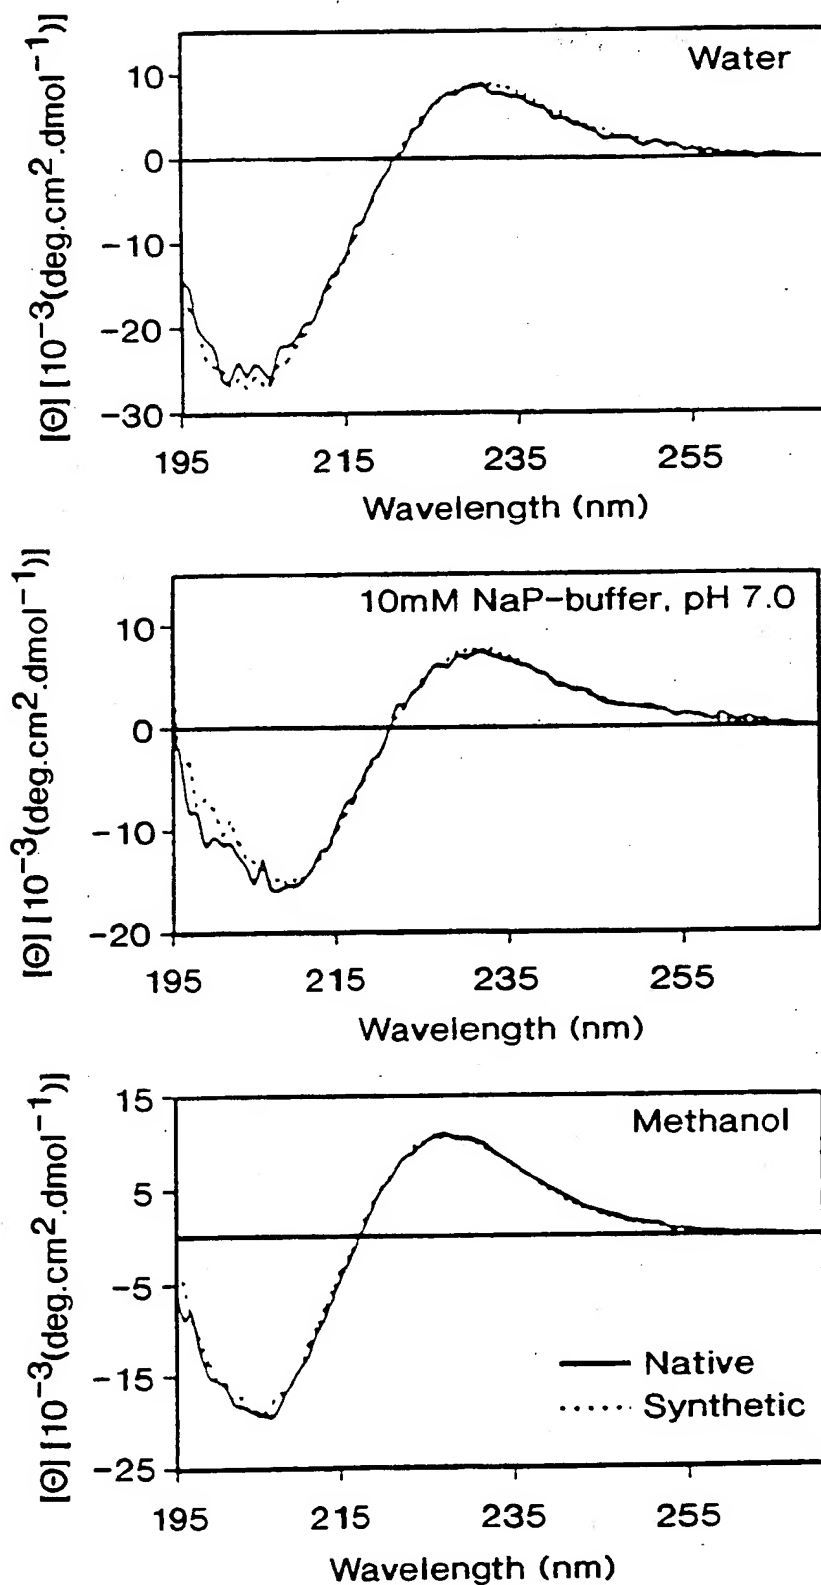 Water
[Θ] [10⁻³(deg.cm².dmol⁻¹)]
10
0
−10
−20
−30
195 215 235 255
Wavelength (nm)
10mM NaP−buffer, pH 7.0
[Θ] [10⁻³(deg.cm².dmol⁻¹)]
10
0
−10
−20
195 215 235 255
Wavelength (nm)
Methanol
[Θ] [10⁻³(deg.cm².dmol⁻¹)]
15
5
−5
−15
−25
Native
Synthetic
195 215 235 255
Wavelength (nm)